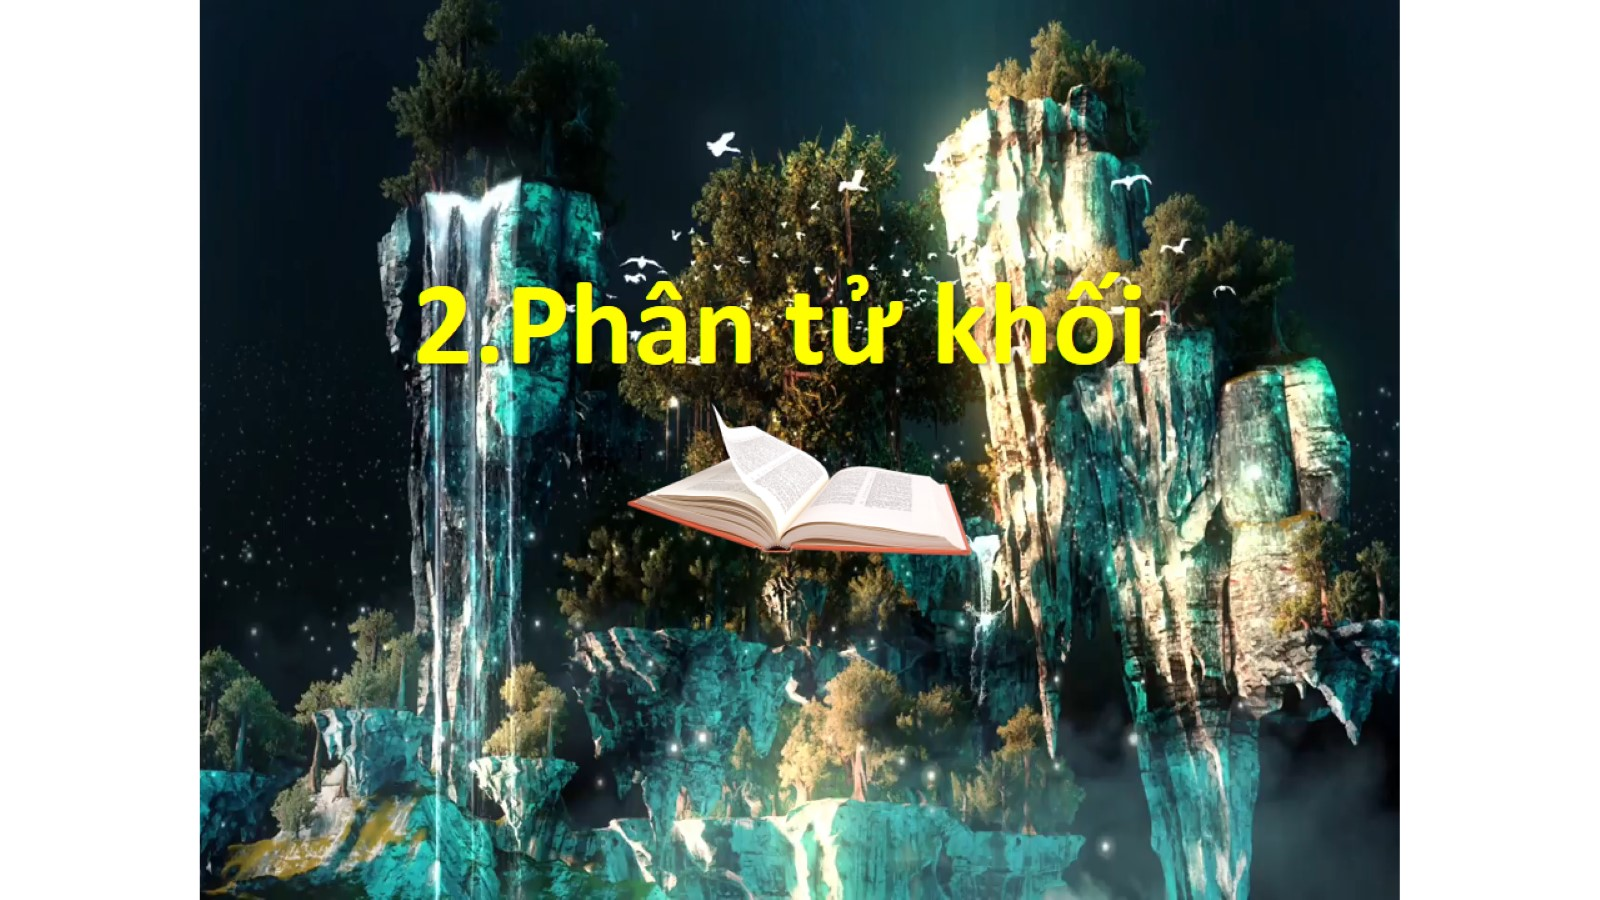 2.Phân tử khối